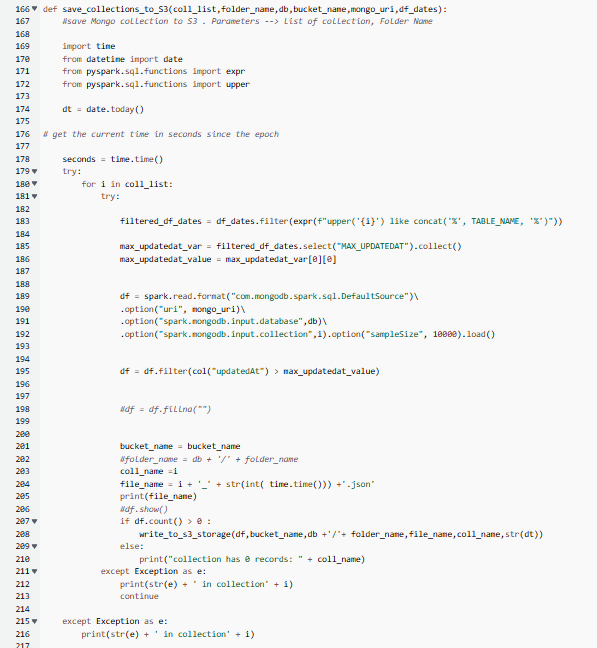 166 def save_collections_to_S3(coll_list,folder_name,db,bucket_name,mongo_uri,df_dates):
167     #save Mongo collection to S3 . Parameters --> list of collection, Folder Name
168
169     import time
170     from datetime import date
171     from pyspark.sql.functions import expr
172     from pyspark.sql.functions import upper
173
174     dt = date.today()
175
176 # get the current time in seconds since the epoch
177
178     seconds = time.time()
179     try:
180         for i in coll_list:
181             try:
182
183                 filtered_df_dates = df_dates.filter(expr(f"upper('{i}') like concat('%', TABLE_NAME, '%')"))
184
185                 max_updatedat_var = filtered_df_dates.select("MAX_UPDATEDAT").collect()
186                 max_updatedat_value = max_updatedat_var[0][0]
187
188
189                 df = spark.read.format("com.mongodb.spark.sql.DefaultSource")\
190                 .option("uri", mongo_uri)\
191                 .option("spark.mongodb.input.database",db)\
192                 .option("spark.mongodb.input.collection",i).option("sampleSize", 10000).load()
193
194
195                 df = df.filter(col("updatedAt") > max_updatedat_value)
196
197
198                 #df = df.fillna("")
199
200
201                 bucket_name = bucket_name
202                 #folder_name = db + '/' + folder_name
203                 coll_name =i
204                 file_name = i + '_' + str(int( time.time())) +'.json'
205                 print(file_name)
206                 #df.show()
207                 if df.count() > 0 :
208                     write_to_s3_storage(df,bucket_name,db +'/'+ folder_name,file_name,coll_name,str(dt))
209                 else:
210                     print("collection has 0 records: " + coll_name)
211             except Exception as e:
212                 print(str(e) + ' in collection' + i)
213                 continue
214
215     except Exception as e:
216         print(str(e) + ' in collection' + i)
217